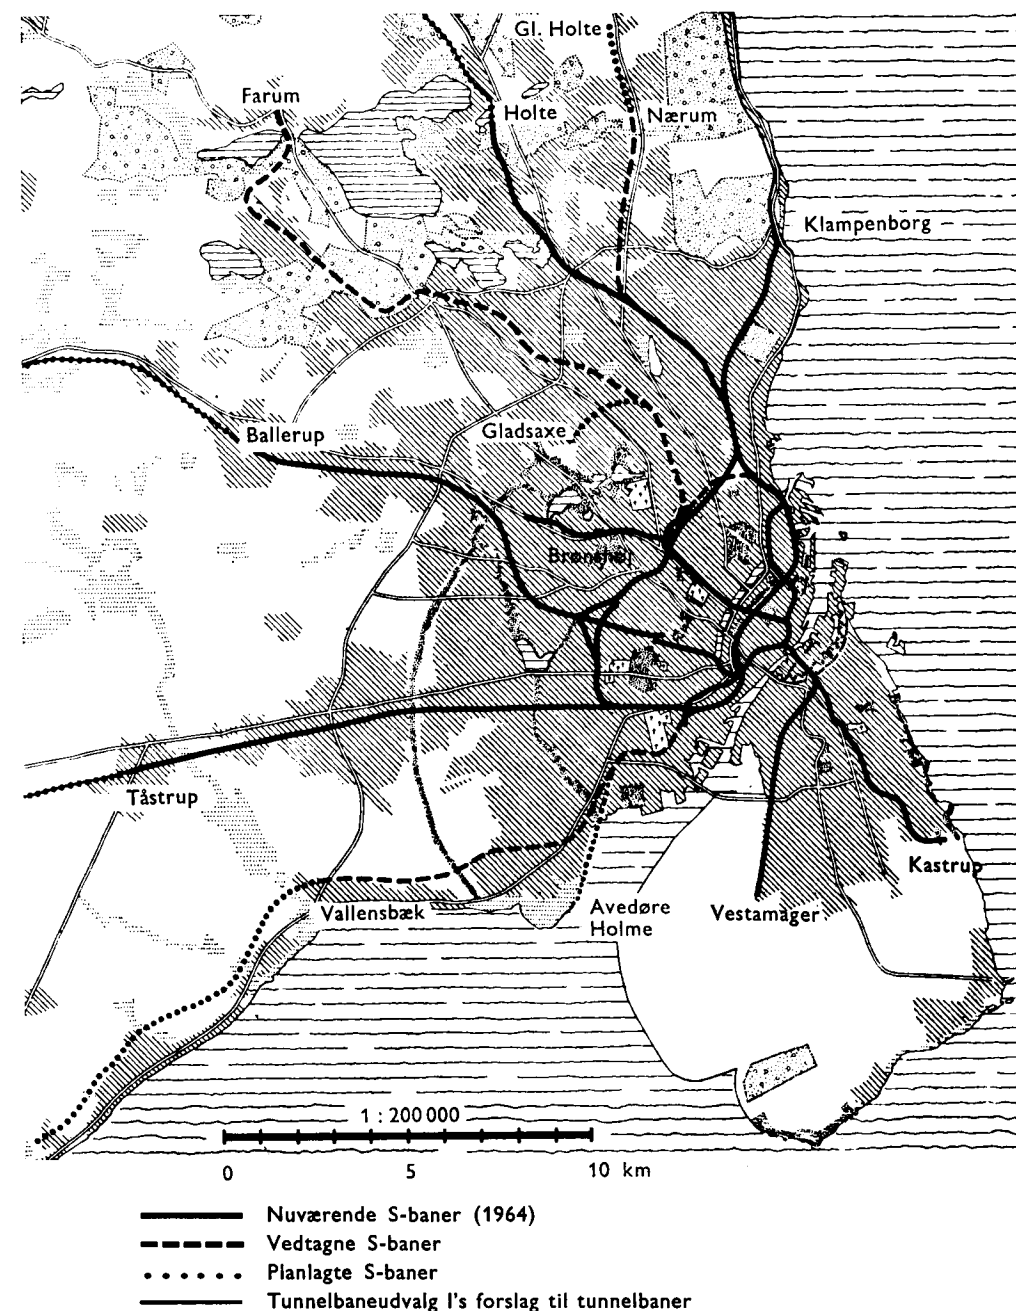 Gl. Holte
Farum
Holte
Nærum
Klampenborg
Ballerup
Gladsaxe
Brønshøj
Tåstrup
Kastrup
Vallensbæk
Avedøre
Holme
Vestamager
1 : 200 000
0 5 10 km
Nuværende S-baner (1964)
Vedtagne S-baner
Planlagte S-baner
Tunnelbaneudvalg I's forslag til tunnelbaner